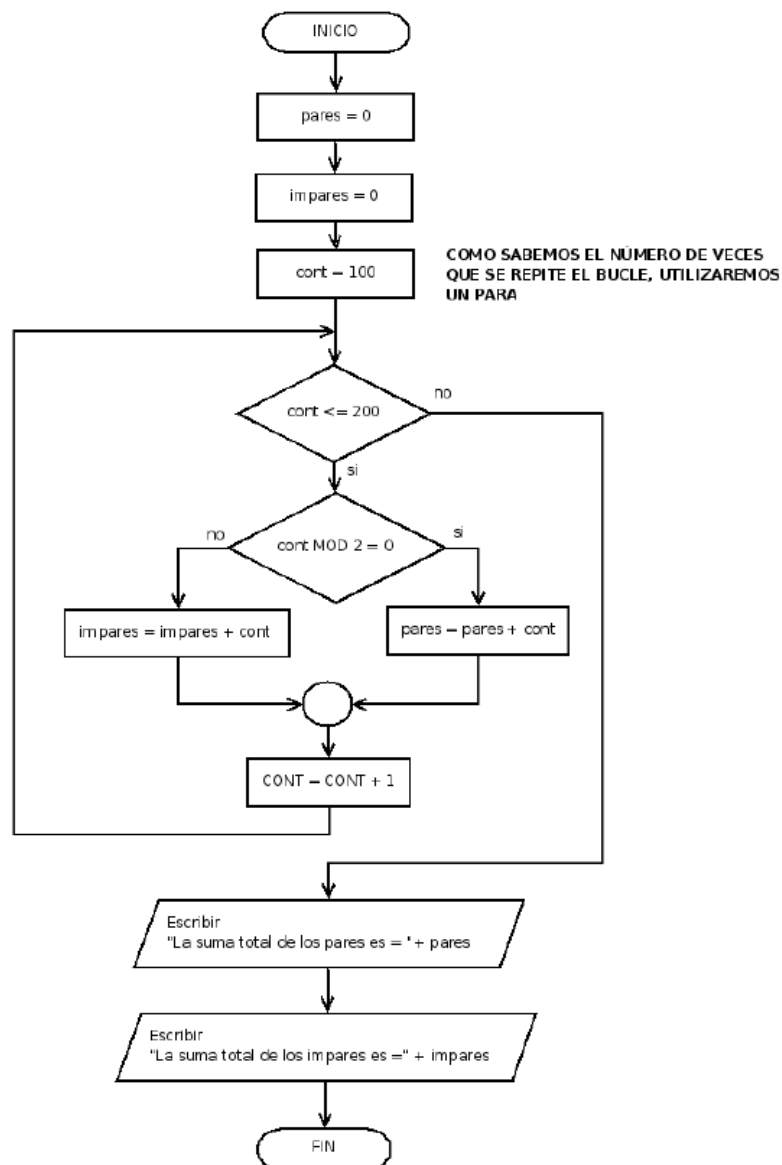 INICIO
pares = 0
impares = 0
cont = 100
COMO SABEMOS EL NÚMERO DE VECES
QUE SE REPITE EL BUCLE, UTILIZAREMOS
UN PARA
cont <= 200
no
si
cont MOD 2 = 0
no
si
impares = impares + cont
pares = pares + cont
CONT = CONT + 1
Escribir
"La suma total de los pares es = "+ pares
Escribir
"La suma total de los impares es =" + impares
FIN